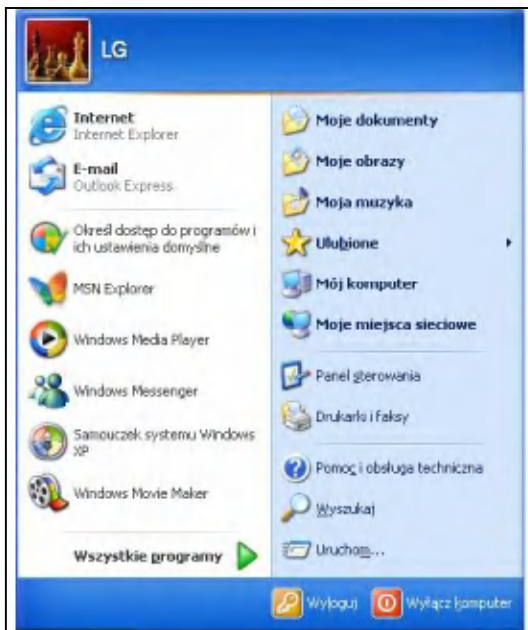 LG
Internet
Internet Explorer
E-mail
Outlook Express
Określ dostęp do programów i
ich ustawienia domyślne
MSN Explorer
Windows Media Player
Windows Messenger
Samouczek systemu Windows
XP
Windows Movie Maker
Wszystkie programy
Moje dokumenty
Moje obrazy
Moja muzyka
Ulubione
Mój komputer
Moje miejsca sieciowe
Panel sterowania
Drukarki i faksy
Pomoc i obsługa techniczna
Wyszukaj
Uruchom...
Wyloguj
Wyłącz komputer